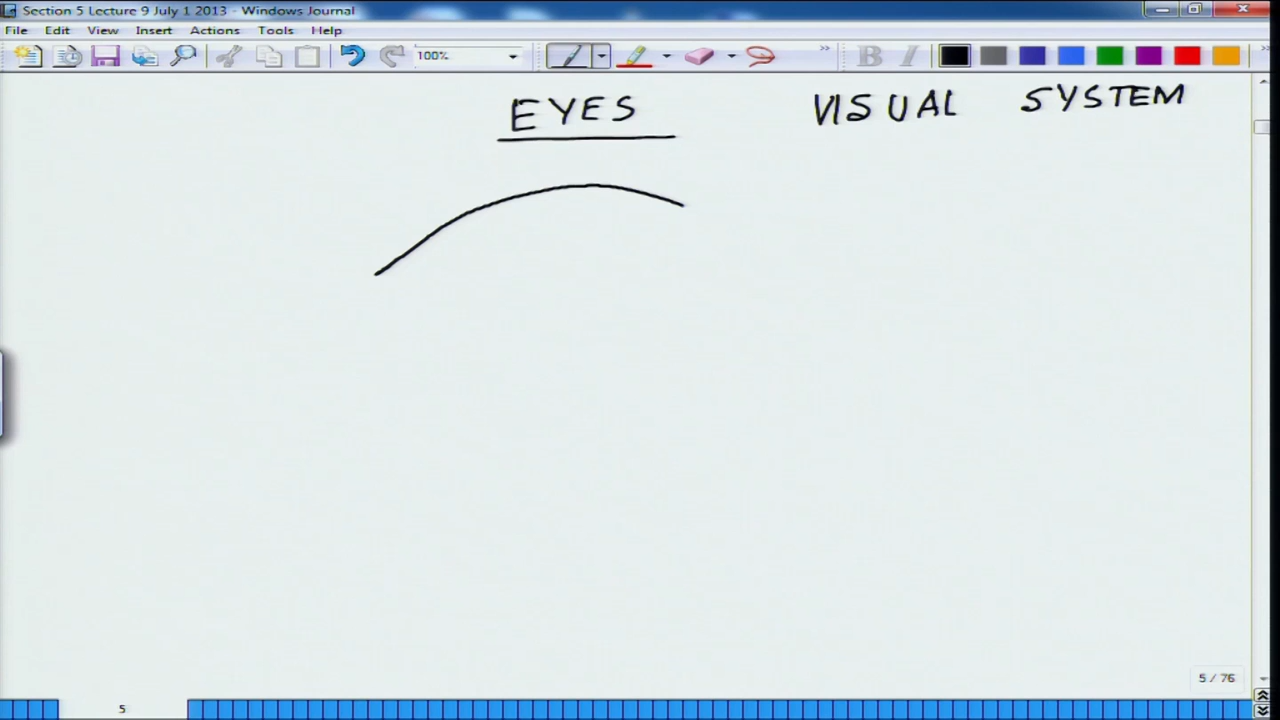 Section 5 Lecture 9 July 1 2013 - Windows Journal
File Edit View Insert Actions Tools Help
100% B I
EYES VISUAL SYSTEM
5 / 76
5